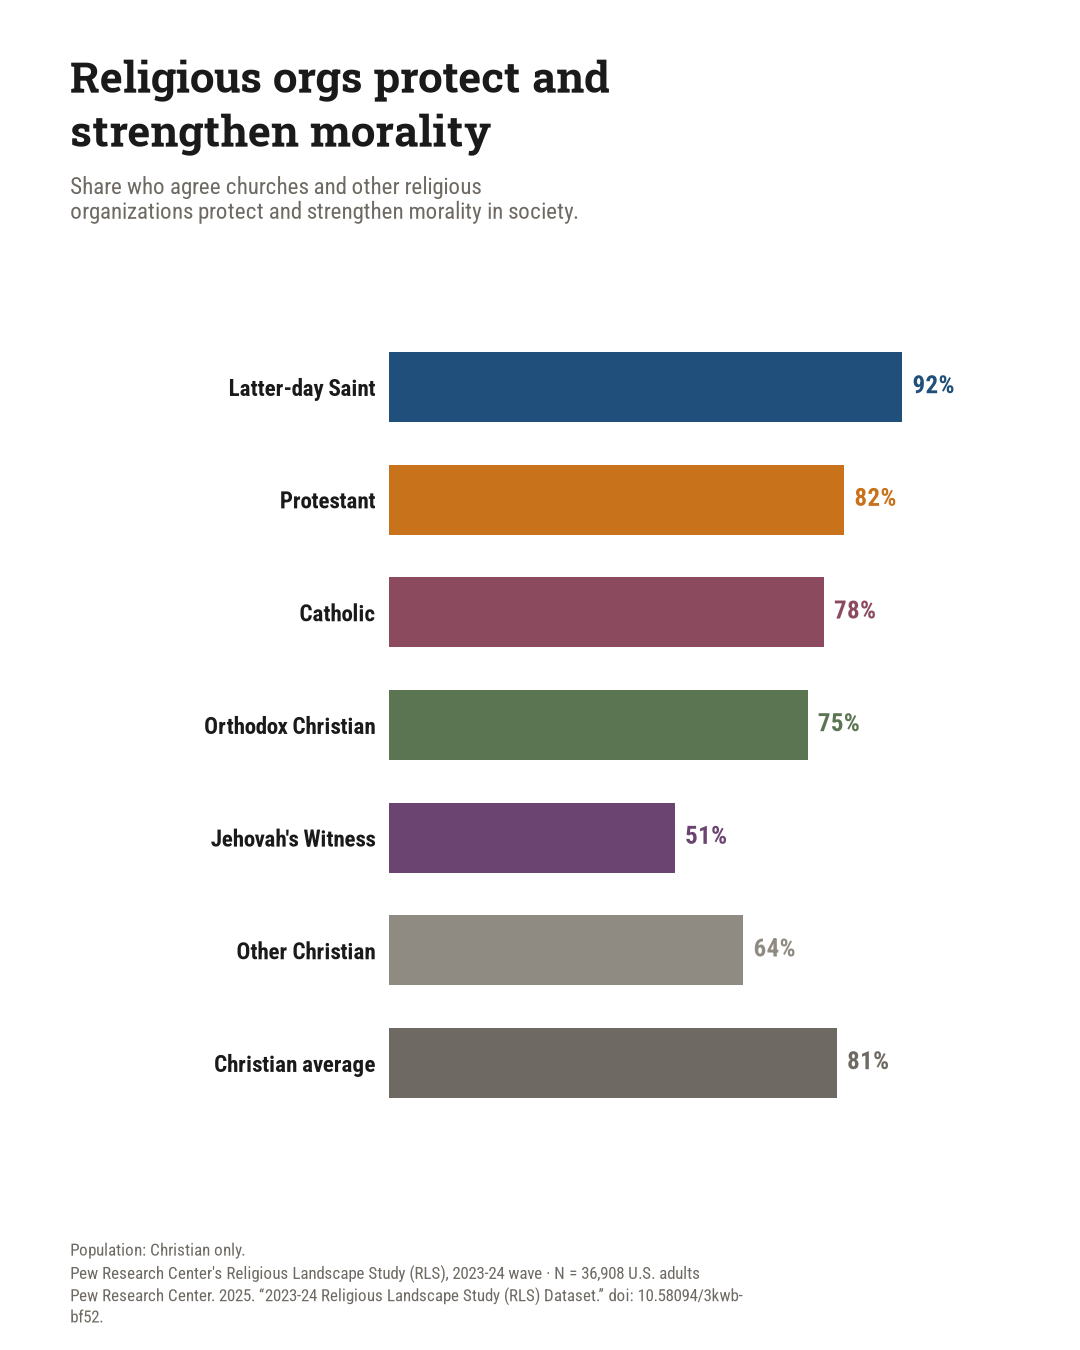 Religious orgs protect and
strengthen morality
Share who agree churches and other religious
organizations protect and strengthen morality in society.
Latter-day Saint 92%
Protestant 82%
Catholic 78%
Orthodox Christian 75%
Jehovah's Witness 51%
Other Christian 64%
Christian average 81%
Population: Christian only.
Pew Research Center's Religious Landscape Study (RLS), 2023-24 wave · N = 36,908 U.S. adults
Pew Research Center. 2025. “2023-24 Religious Landscape Study (RLS) Dataset.” doi: 10.58094/3kwb-
bf52.